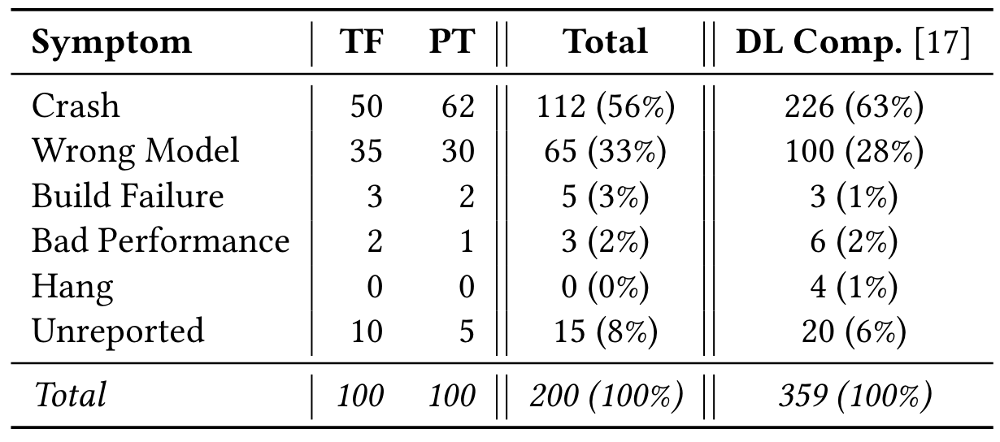 Symptom TF PT Total DL Comp. [17]
Crash 50 62 112 (56%) 226 (63%)
Wrong Model 35 30 65 (33%) 100 (28%)
Build Failure 3 2 5 (3%) 3 (1%)
Bad Performance 2 1 3 (2%) 6 (2%)
Hang 0 0 0 (0%) 4 (1%)
Unreported 10 5 15 (8%) 20 (6%)
Total 100 100 200 (100%) 359 (100%)